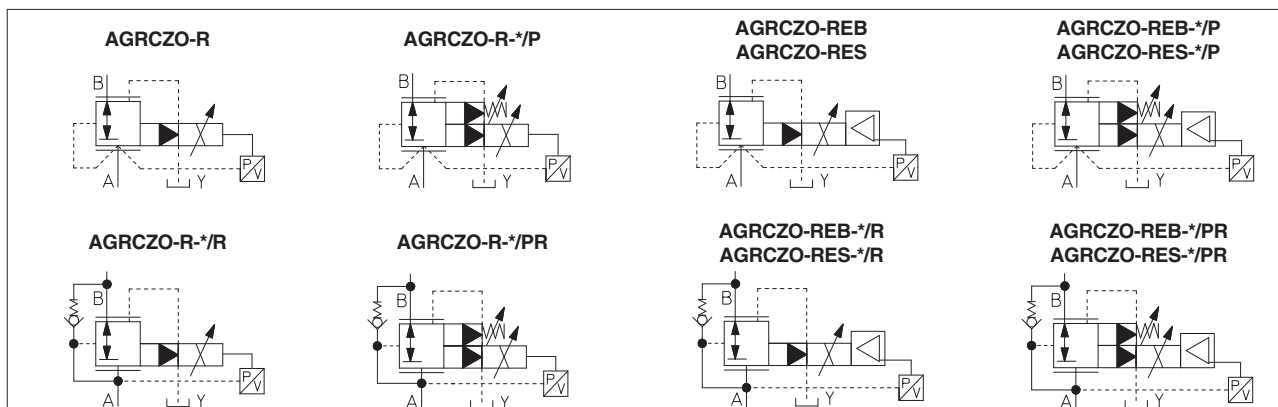 AGRCZO-R
AGRCZO-R-*/P
AGRCZO-REB
AGRCZO-RES
AGRCZO-REB-*/P
AGRCZO-RES-*/P
B
A
Y
P/V
B
A
Y
P/V
B
A
Y
P/V
B
A
Y
P/V
AGRCZO-R-*/R
AGRCZO-R-*/PR
AGRCZO-REB-*/R
AGRCZO-RES-*/R
AGRCZO-REB-*/PR
AGRCZO-RES-*/PR
B
A
Y
P/V
B
A
Y
P/V
B
A
Y
P/V
B
A
Y
P/V